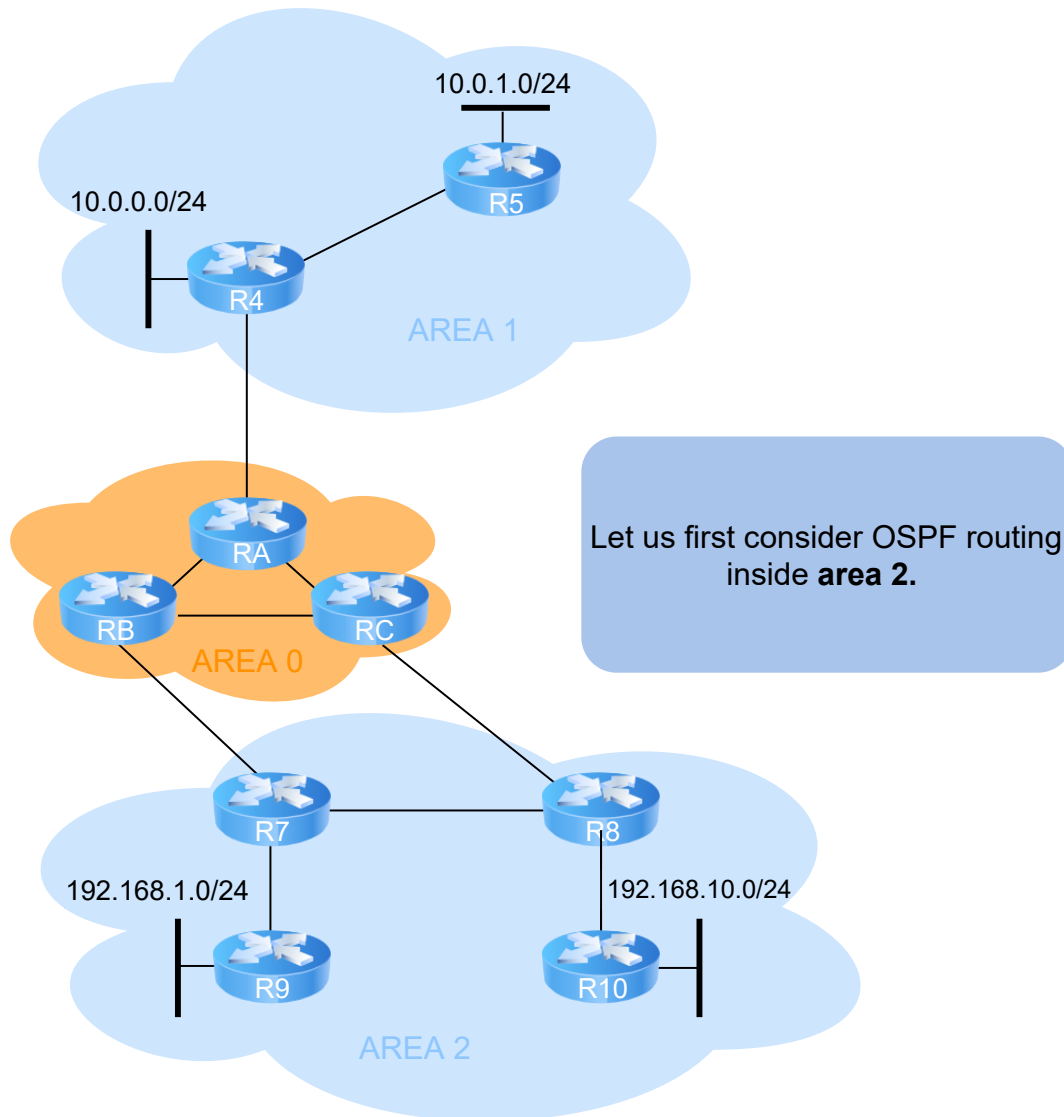 10.0.1.0/24
R5
10.0.0.0/24
R4
AREA 1
RA
RB
RC
AREA 0
Let us first consider OSPF routing
inside area 2.
R7
R8
192.168.1.0/24
192.168.10.0/24
R9
R10
AREA 2